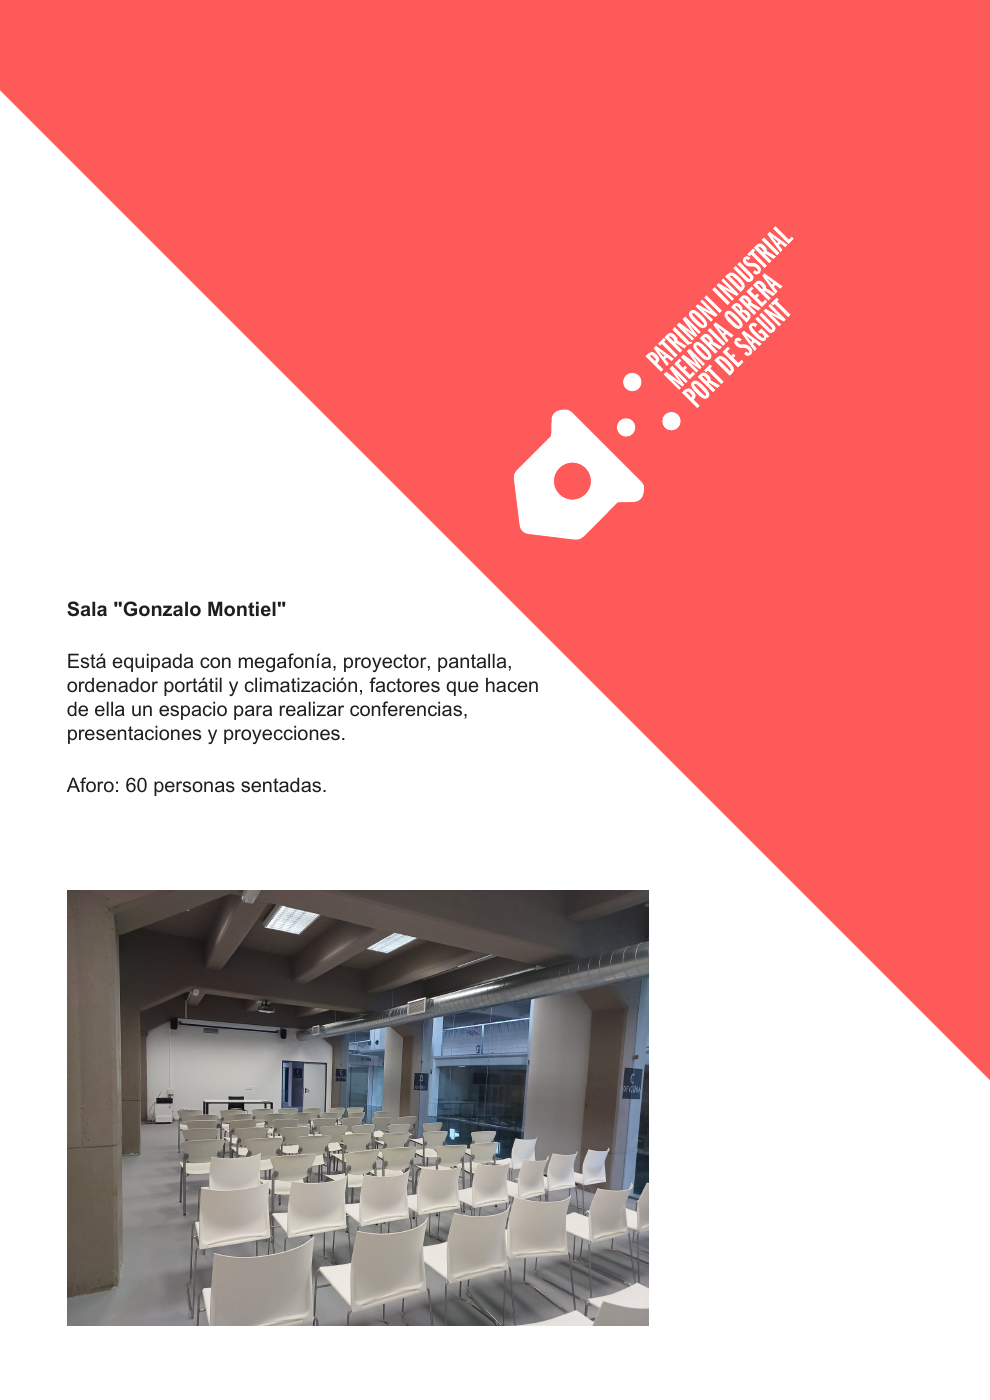 PATRIMONI INDUSTRIAL
MEMORIA OBRERA
PORT DE SAGUNT
Sala "Gonzalo Montiel"
Está equipada con megafonía, proyector, pantalla,
ordenador portátil y climatización, factores que hacen
de ella un espacio para realizar conferencias,
presentaciones y proyecciones.
Aforo: 60 personas sentadas.